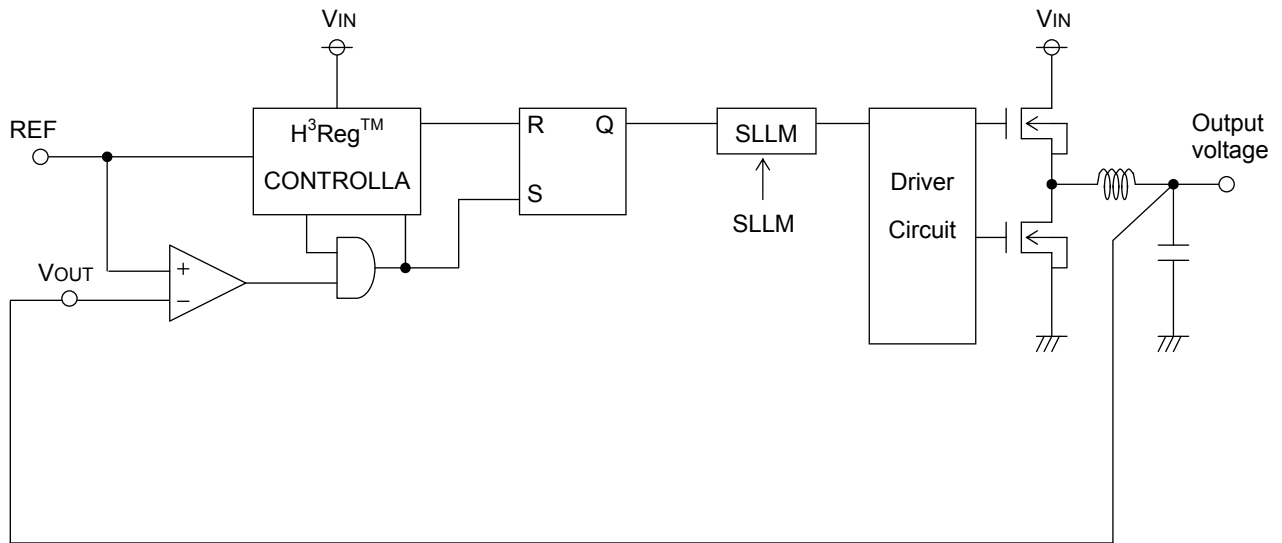 VIN
VIN
REF
H³Reg™
CONTROLLA
R
Q
S
SLLM
SLLM
Driver
Circuit
Output
voltage
VOUT
+
−